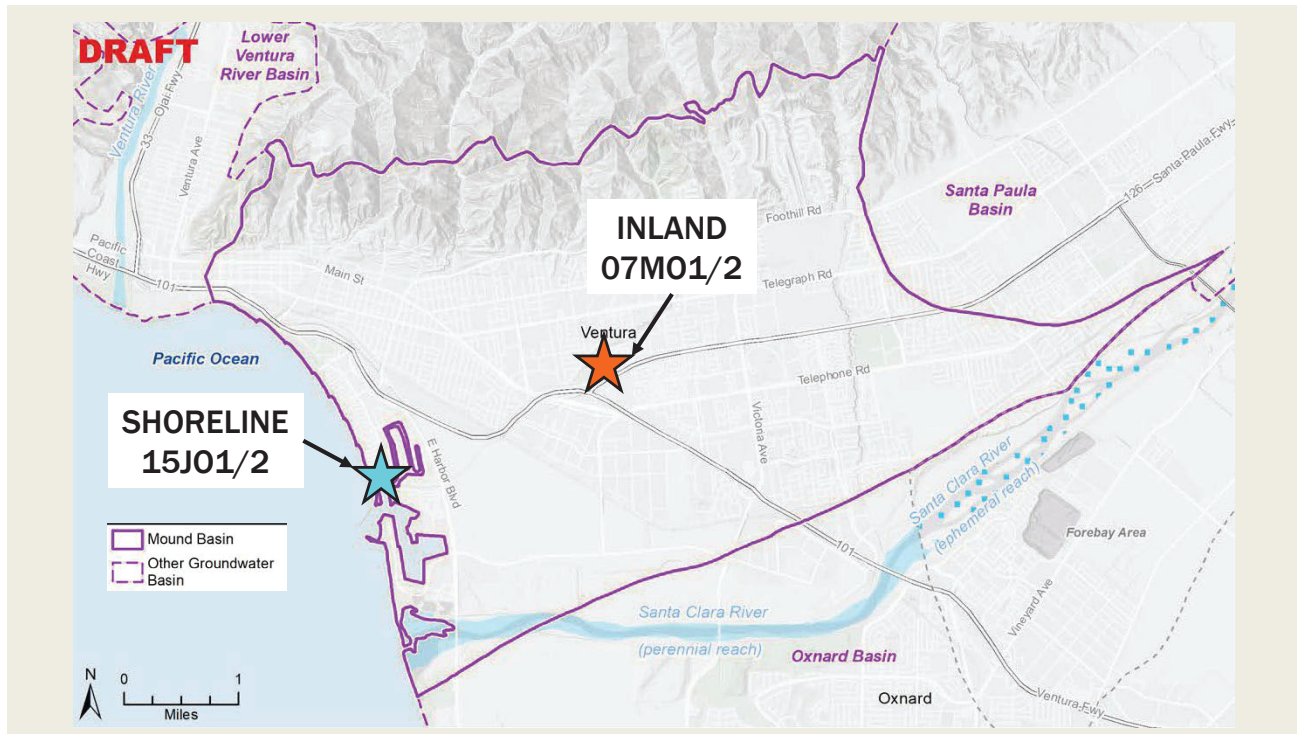 DRAFT
Lower
Ventura
River Basin
Ventura River
33
Ojai Fwy
Ventura Ave
Santa Paula
Basin
126
Santa Paula Fwy
Foothill Rd
INLAND
07M01/2
Pacific
Coast
Hwy
101
Main St
Telegraph Rd
Ventura
Pacific Ocean
Telephone Rd
SHORELINE
15J01/2
E Harbor Blvd
Victoria Ave
Santa Clara River
(ephemeral reach)
Forebay Area
Mound Basin
Other Groundwater
Basin
101
Vineyard Ave
Santa Clara River
(perennial reach)
Oxnard Basin
N
0
1
Miles
Oxnard
Ventura Fwy